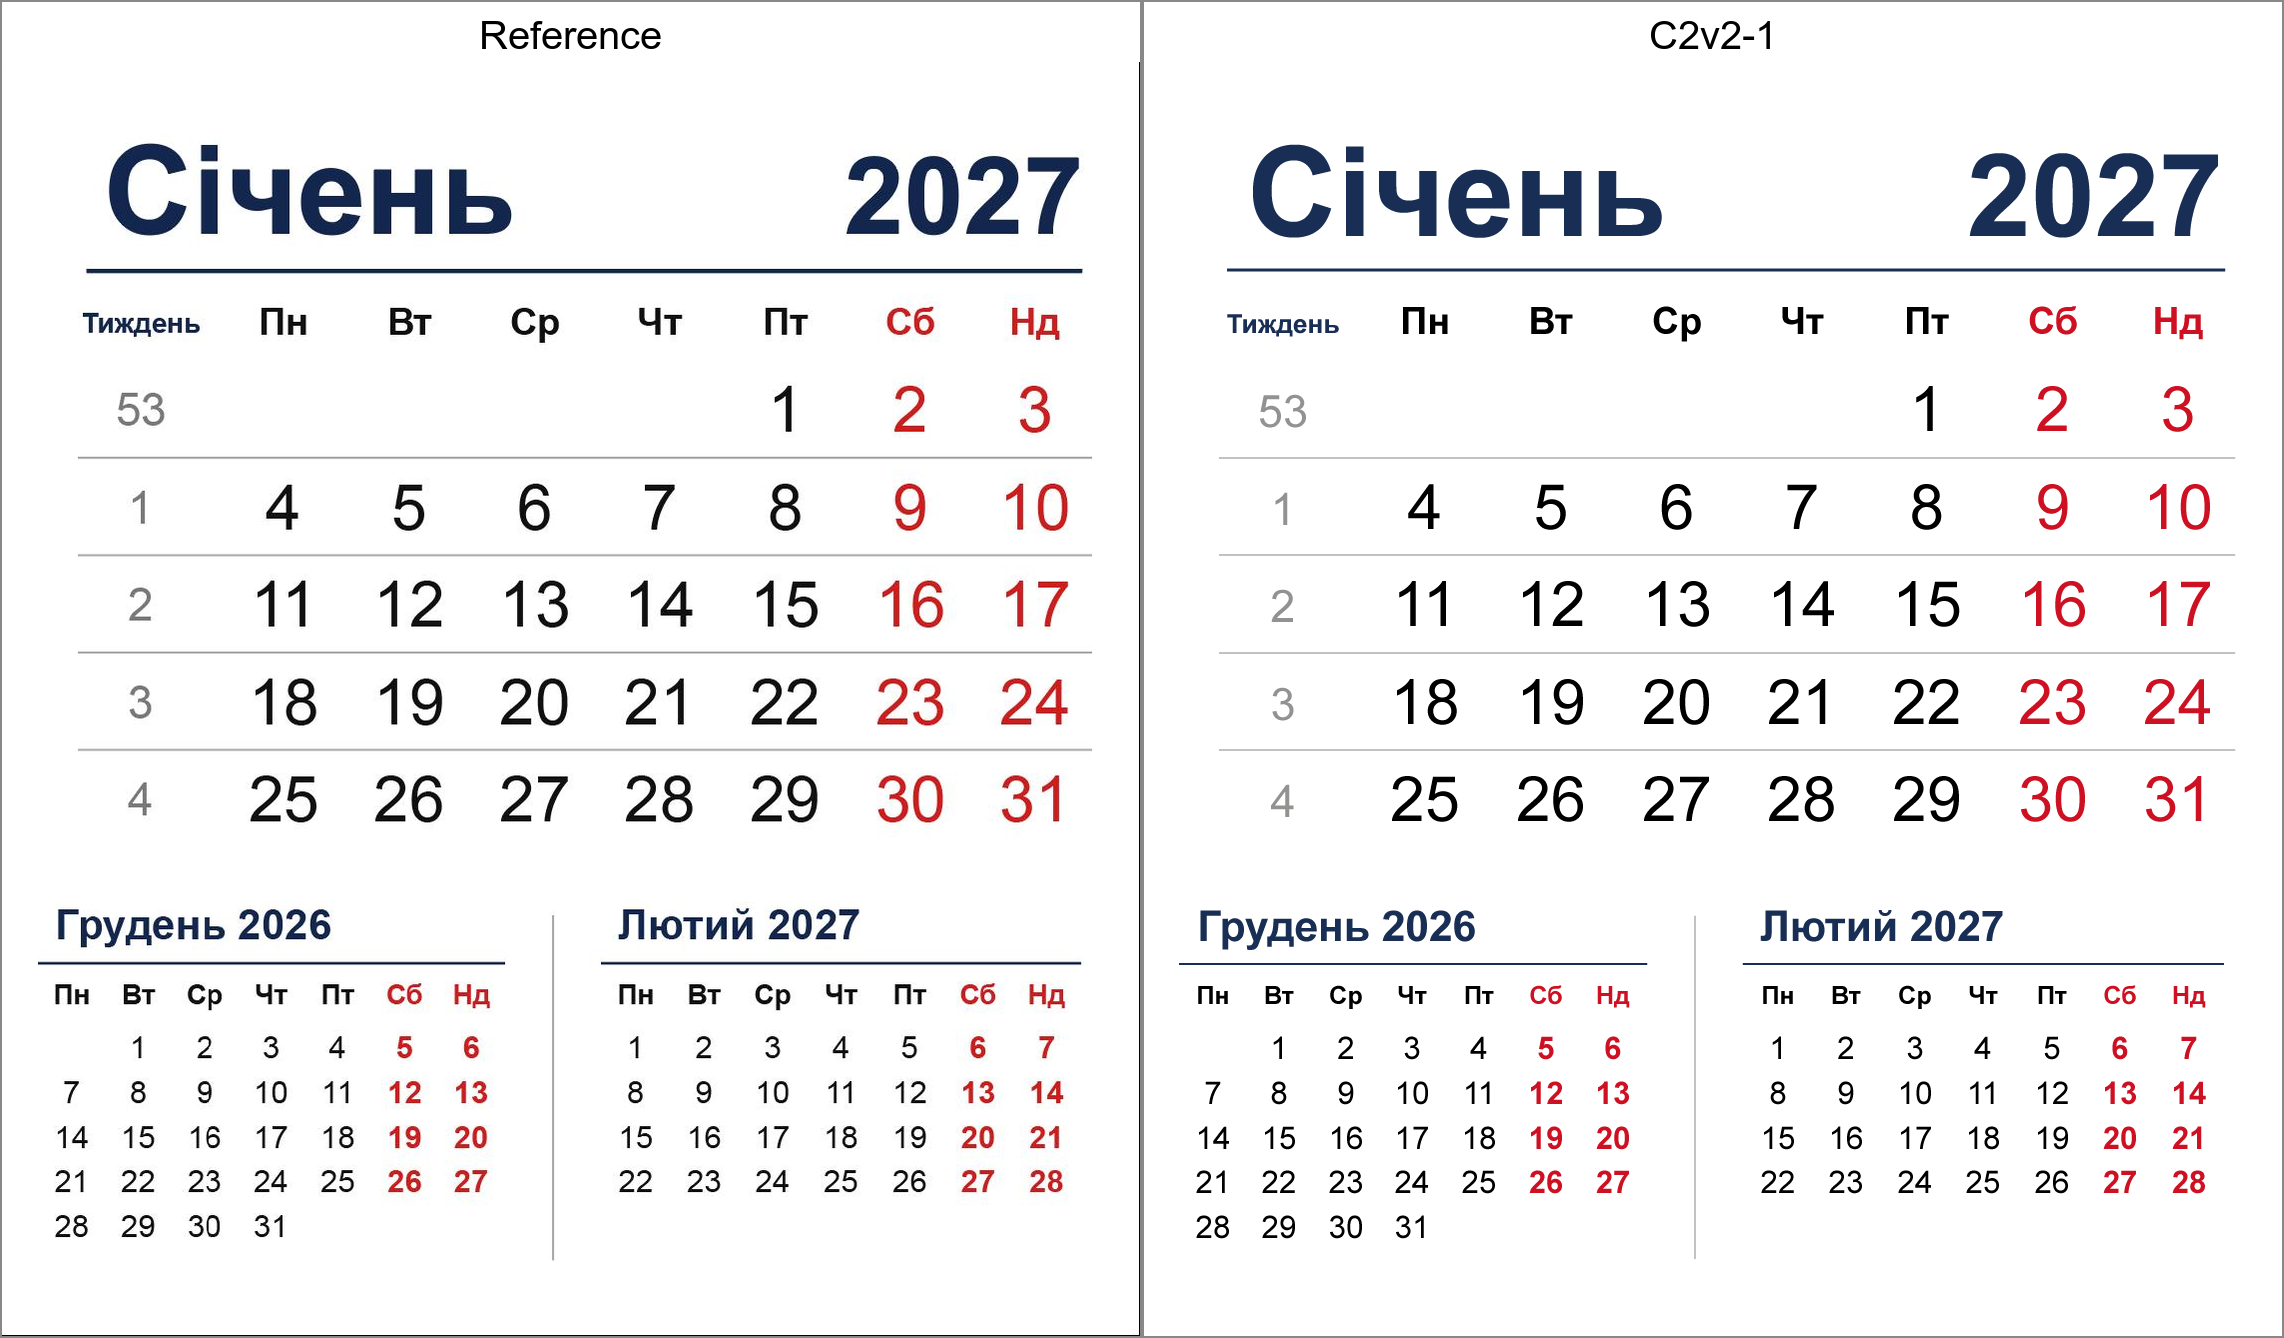 Reference
Січень 2027
Тиждень Пн Вт Ср Чт Пт Сб Нд
53 1 2 3
1 4 5 6 7 8 9 10
2 11 12 13 14 15 16 17
3 18 19 20 21 22 23 24
4 25 26 27 28 29 30 31
Грудень 2026
Пн Вт Ср Чт Пт Сб Нд
1 2 3 4 5 6
7 8 9 10 11 12 13
14 15 16 17 18 19 20
21 22 23 24 25 26 27
28 29 30 31
Лютий 2027
Пн Вт Ср Чт Пт Сб Нд
1 2 3 4 5 6 7
8 9 10 11 12 13 14
15 16 17 18 19 20 21
22 23 24 25 26 27 28
C2v2-1
Січень 2027
Тиждень Пн Вт Ср Чт Пт Сб Нд
53 1 2 3
1 4 5 6 7 8 9 10
2 11 12 13 14 15 16 17
3 18 19 20 21 22 23 24
4 25 26 27 28 29 30 31
Грудень 2026
Пн Вт Ср Чт Пт Сб Нд
1 2 3 4 5 6
7 8 9 10 11 12 13
14 15 16 17 18 19 20
21 22 23 24 25 26 27
28 29 30 31
Лютий 2027
Пн Вт Ср Чт Пт Сб Нд
1 2 3 4 5 6 7
8 9 10 11 12 13 14
15 16 17 18 19 20 21
22 23 24 25 26 27 28